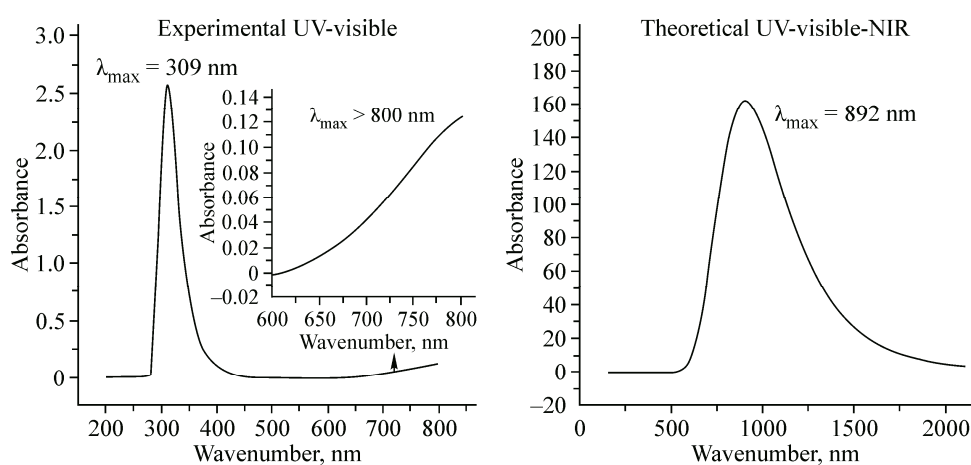 Experimental UV-visible
λmax = 309 nm
Absorbance
3.0
2.5
2.0
1.5
1.0
0.5
0
200 300 400 500 600 700 800
Wavenumber, nm
λmax > 800 nm
Absorbance
0.14
0.12
0.10
0.08
0.06
0.04
0.02
0
–0.02
600 650 700 750 800
Wavenumber, nm
Theoretical UV-visible-NIR
λmax = 892 nm
Absorbance
200
180
160
140
120
100
80
60
40
20
0
–20
0 500 1000 1500 2000
Wavenumber, nm